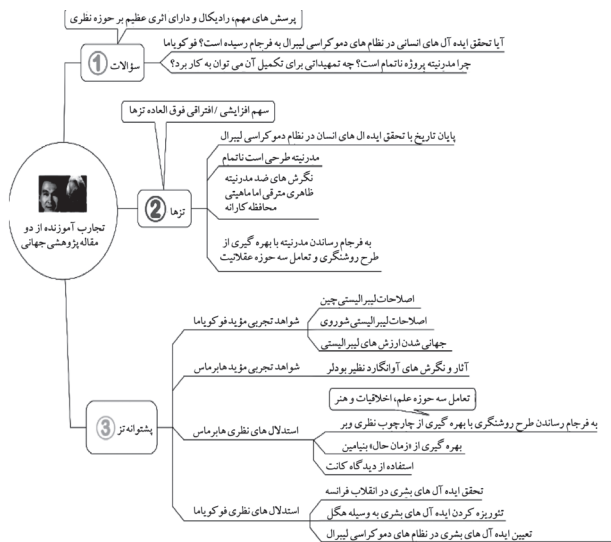 پرسش های مهم، رادیکال و دارای اثری عظیم بر حوزه نظری
سؤالات
1
آیا تحقق ایده آل های انسانی در نظام های دموکراسی لیبرال به فرجام رسیده است؟ فوکویاما
چرا مدرنیته پروژه ناتمام است؟ چه تمهیداتی برای تکمیل آن می توان به کار برد؟
تجارب آموزنده از دو
مقاله پژوهشی جهانی
سهم افزایشی / افتراقی فوق العاده تزها
تزها
2
پایان تاریخ با تحقق ایده ال های انسان در نظام دموکراسی لیبرال
مدرنیته طرحی است ناتمام
نگرش های ضد مدرنیته
ظاهری مترقی اما ماهیتی
محافظه کارانه
به فرجام رساندن مدرنیته با بهره گیری از
طرح روشنگری و تعامل سه حوزه عقلانیت
پشتوانه تز
3
شواهد تجربی مؤید فوکویاما
اصلاحات لیبرالیستی چین
اصلاحات لیبرالیستی شوروی
جهانی شدن ارزش های لیبرالیستی
شواهد تجربی مؤید هابرماس
آثار و نگرش های آوانگارد نظیر بودلر
استدلال های نظری هابرماس
تعامل سه حوزه علم، اخلاقیات و هنر
به فرجام رساندن طرح روشنگری با بهره گیری از چارچوب نظری وبر
بهره گیری از «زمان حال» بنیامین
استفاده از دیدگاه کانت
استدلال های نظری فوکویاما
تحقق ایده آل های بشری در انقلاب فرانسه
تئوریزه کردن ایده آل های بشری به وسیله هگل
تعیین ایده آل های بشری در نظام های دموکراسی لیبرال